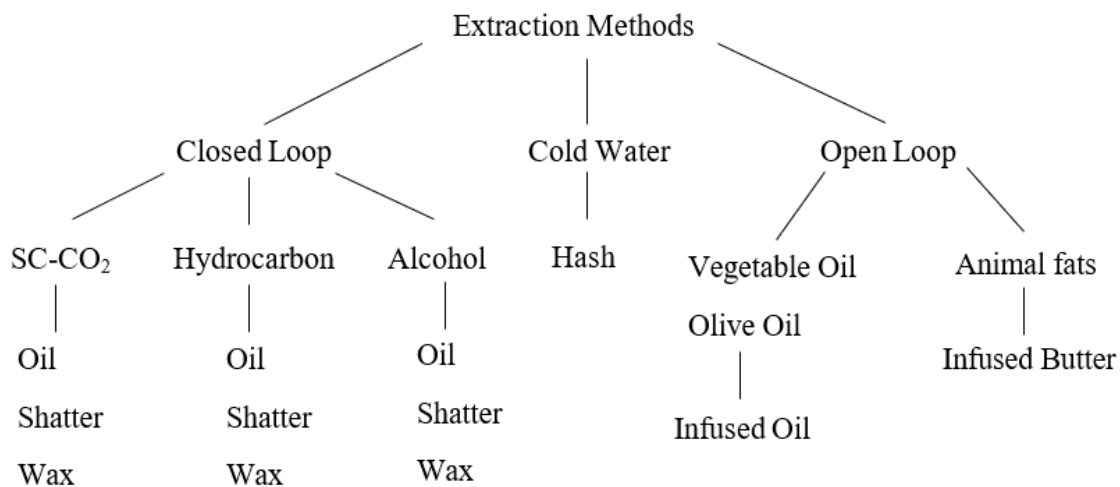 Extraction Methods
Closed Loop
Cold Water
Open Loop
SC-CO₂
Hydrocarbon
Alcohol
Hash
Vegetable Oil
Olive Oil
Animal fats
Oil
Shatter
Wax
Oil
Shatter
Wax
Oil
Shatter
Wax
Infused Oil
Infused Butter